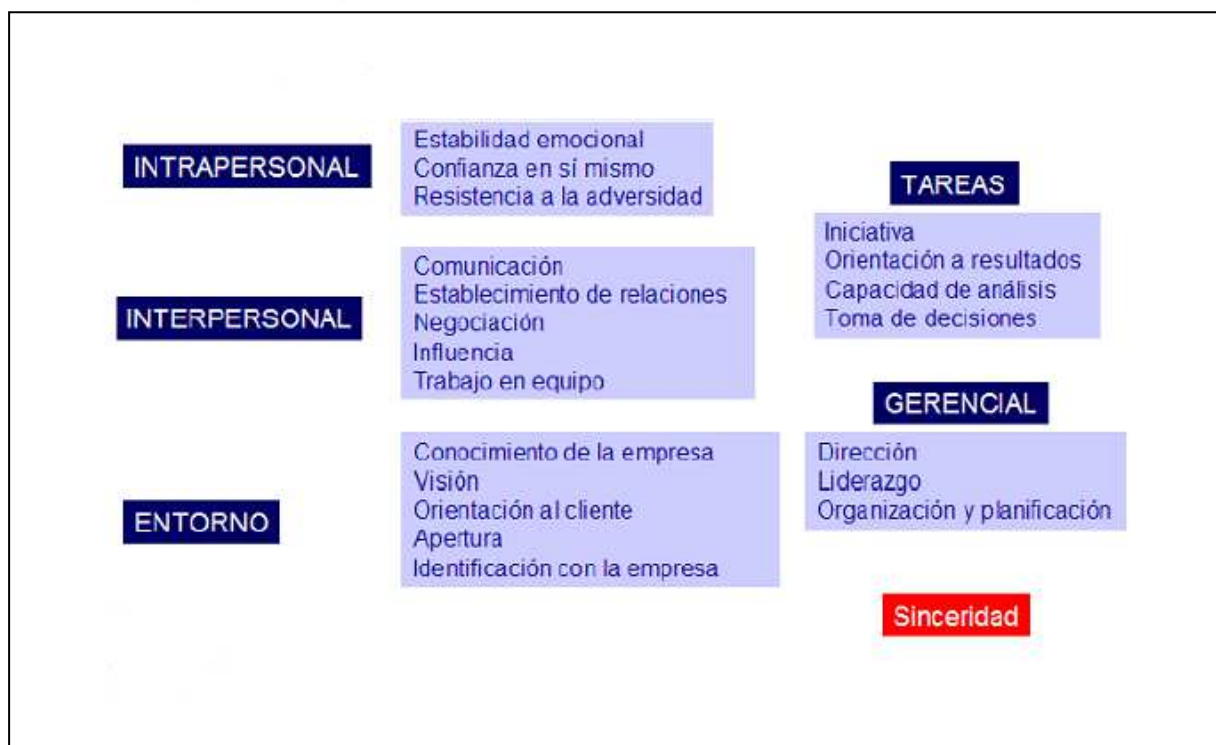 INTRAPERSONAL
Estabilidad emocional
Confianza en sí mismo
Resistencia a la adversidad
INTERPERSONAL
Comunicación
Establecimiento de relaciones
Negociación
Influencia
Trabajo en equipo
ENTORNO
Conocimiento de la empresa
Visión
Orientación al cliente
Apertura
Identificación con la empresa
TAREAS
Iniciativa
Orientación a resultados
Capacidad de análisis
Toma de decisiones
GERENCIAL
Dirección
Liderazgo
Organización y planificación
Sinceridad